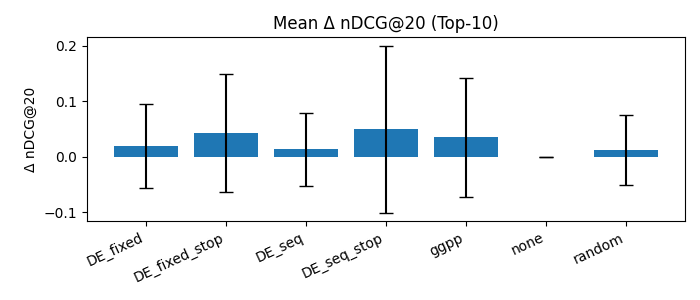 Mean Δ nDCG@20 (Top-10)
Δ nDCG@20
0.2
0.1
0.0
−0.1
DE_fixed
DE_fixed_stop
DE_seq
DE_seq_stop
ggpp
none
random